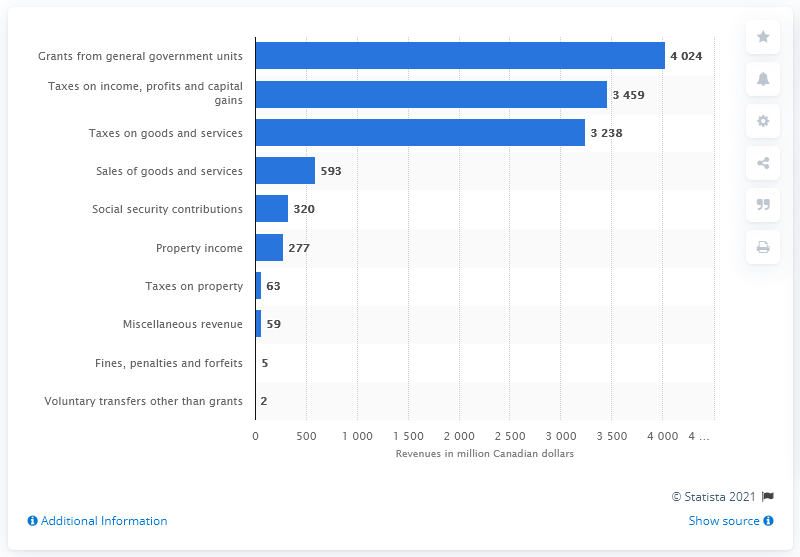 Grants from general government units 4 024
Taxes on income, profits and capital
gains 3 459
Taxes on goods and services 3 238
Sales of goods and services 593
Social security contributions 320
Property income 277
Taxes on property 63
Miscellaneous revenue 59
Fines, penalties and forfeits 5
Voluntary transfers other than grants 2
0 500 1 000 1 500 2 000 2 500 3 000 3 500 4 000 4 ...
Revenues in million Canadian dollars
© Statista 2021
Additional Information Show source